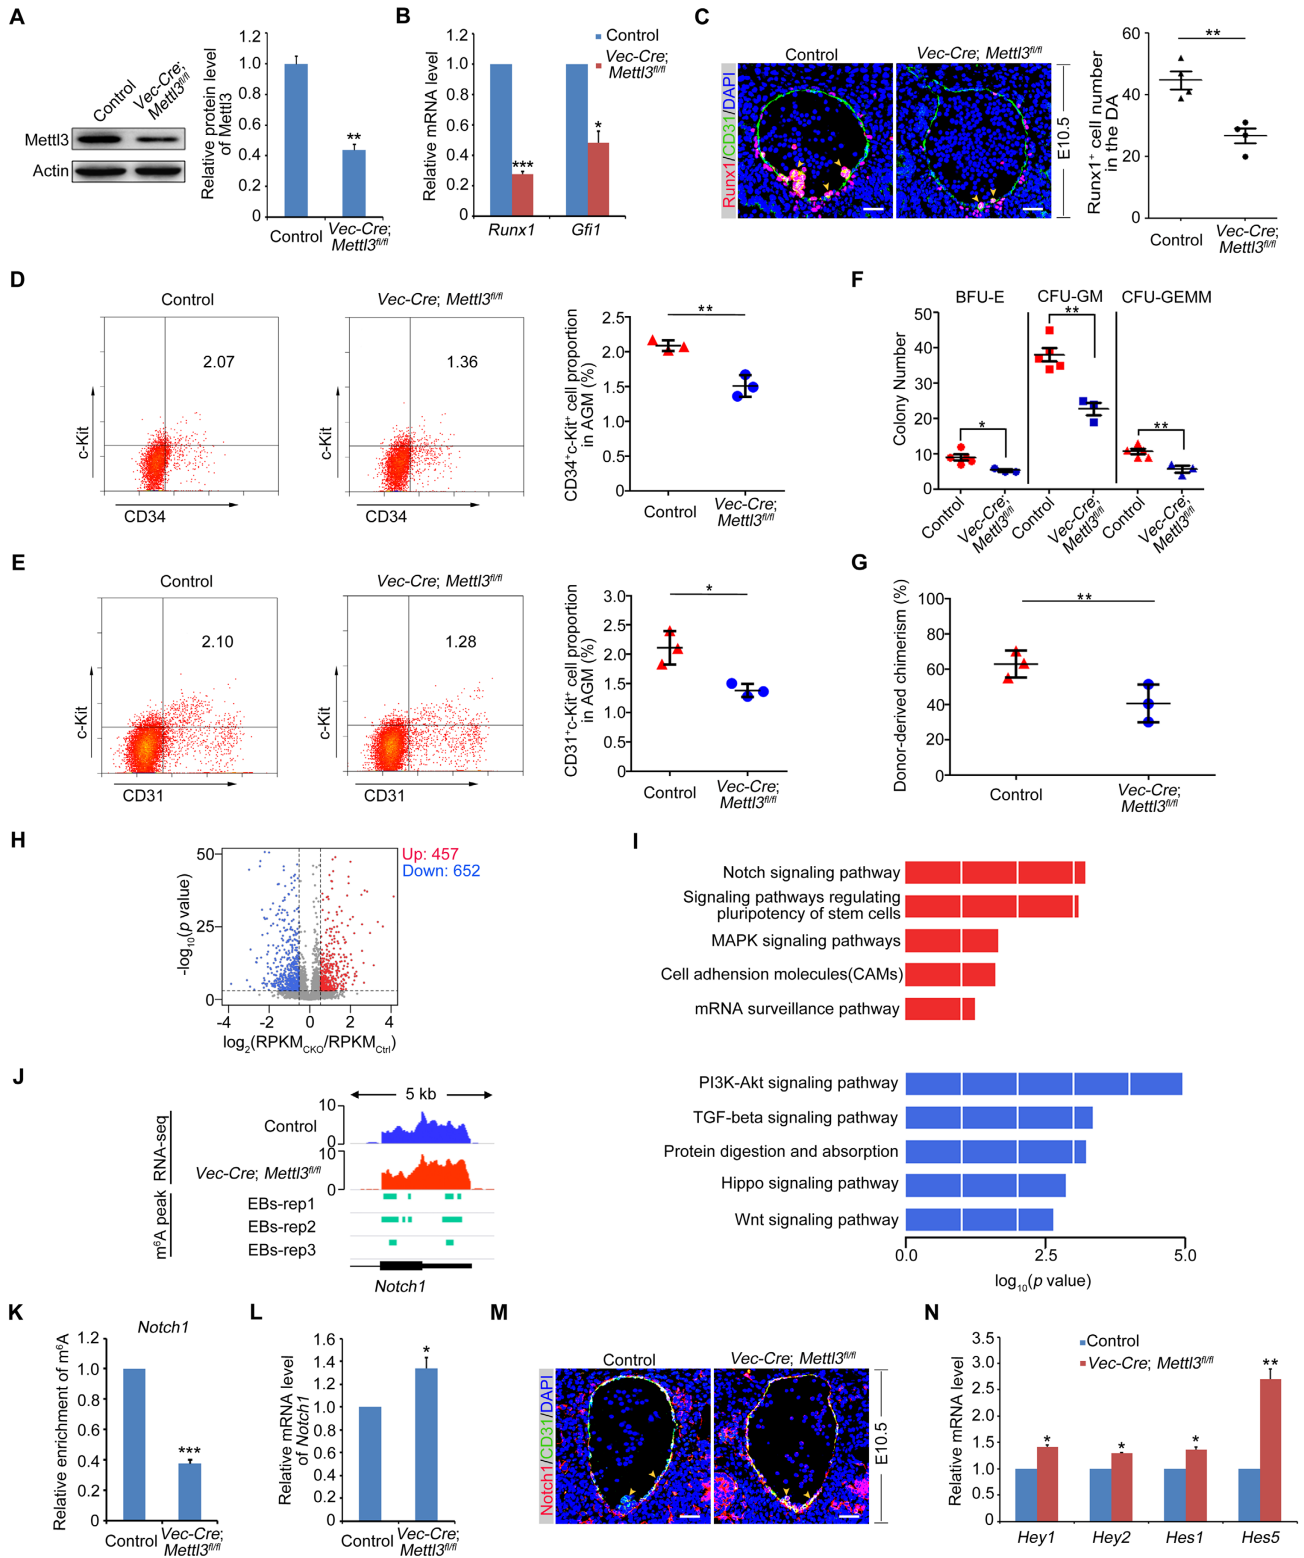 A
Control
Vec-Cre;
Mettl3fl/fl
Mettl3
Actin
Relative protein level
of Mettl3
1.2
1.0
0.8
0.6
0.4
0.2
0
**
Control
Vec-Cre;
Mettl3fl/fl
B
Relative mRNA level
1.2
1.0
0.8
0.6
0.4
0.2
0
Control
Vec-Cre;
Mettl3fl/fl
***
*
Runx1
Gfi1
C
Control
Vec-Cre; Mettl3fl/fl
Runx1/CD31/DAPI
E10.5
Runx1+ cell number
in the DA
60
40
20
0
**
Control
Vec-Cre;
Mettl3fl/fl
D
Control
Vec-Cre; Mettl3fl/fl
2.07
1.36
c-Kit
c-Kit
CD34
CD34
CD34+c-Kit+ cell proportion
in AGM (%)
2.5
2.0
1.5
1.0
0.5
0
**
Control
Vec-Cre;
Mettl3fl/fl
E
Control
Vec-Cre; Mettl3fl/fl
2.10
1.28
c-Kit
c-Kit
CD31
CD31
CD31+c-Kit+ cell proportion
in AGM (%)
3.0
2.5
2.0
1.5
1.0
0.5
0
*
Control
Vec-Cre;
Mettl3fl/fl
F
BFU-E
CFU-GM
CFU-GEMM
Colony Number
50
40
30
20
10
0
*
**
**
Control
Vec-Cre;
Mettl3fl/fl
Control
Vec-Cre;
Mettl3fl/fl
Control
Vec-Cre;
Mettl3fl/fl
G
Donor-derived chimerism (%)
100
80
60
40
20
0
**
Control
Vec-Cre;
Mettl3fl/fl
H
-log10(p value)
50
25
0
Up: 457
Down: 652
-4
-2
0
2
4
log2(RPKMCKO/RPKMCtrl)
I
Notch signaling pathway
Signaling pathways regulating
pluripotency of stem cells
MAPK signaling pathways
Cell adhension molecules(CAMs)
mRNA surveillance pathway
PI3K-Akt signaling pathway
TGF-beta signaling pathway
Protein digestion and absorption
Hippo signaling pathway
Wnt signaling pathway
0.0
2.5
5.0
log10(p value)
J
5 kb
RNA-seq
m6A peak
10
0
Control
10
0
Vec-Cre; Mettl3fl/fl
EBs-rep1
EBs-rep2
EBs-rep3
Notch1
K
Notch1
Relative enrichment of m6A
1.2
1.0
0.8
0.6
0.4
0.2
0
***
Control
Vec-Cre;
Mettl3fl/fl
L
Relative mRNA level
of Notch1
1.6
1.4
1.2
1.0
0.8
0.6
0.4
0.2
0
*
Control
Vec-Cre;
Mettl3fl/fl
M
Control
Vec-Cre; Mettl3fl/fl
Notch1/CD31/DAPI
E10.5
N
Relative mRNA level
3.5
3.0
2.5
2.0
1.5
1.0
0.5
0
Control
Vec-Cre; Mettl3fl/fl
*
*
*
**
Hey1
Hey2
Hes1
Hes5